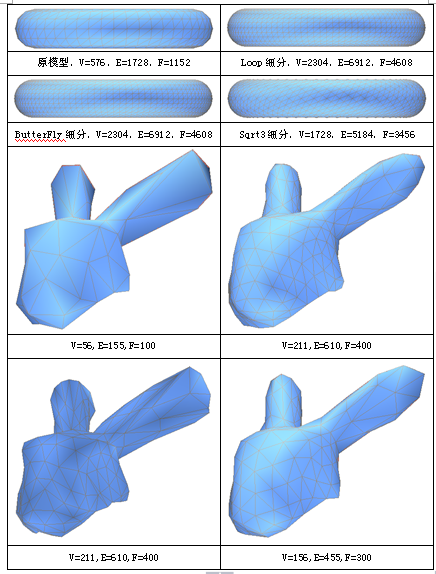 原模型．V=576．E=1728．F=1152
Loop 细分．V=2304．E=6912．F=4608
ButterFly 细分．V=2304．E=6912．F=4608
Sqrt3 细分．V=1728．E=5184．F=3456
V=56,E=155,F=100
V=211,E=610,F=400
V=211,E=610,F=400
V=156,E=455,F=300